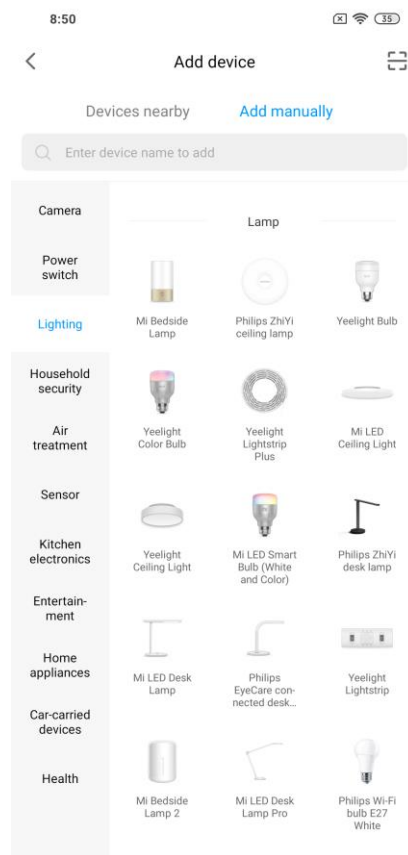 8:50
35
Add device
Devices nearby
Add manually
Enter device name to add
Camera
Power
switch
Lighting
Household
security
Air
treatment
Sensor
Kitchen
electronics
Entertain-
ment
Home
appliances
Car-carried
devices
Health
Lamp
Mi Bedside
Lamp
Philips ZhiYi
ceiling lamp
Yeelight Bulb
Yeelight
Color Bulb
Yeelight
Lightstrip
Plus
Mi LED
Ceiling Light
Yeelight
Ceiling Light
Mi LED Smart
Bulb (White
and Color)
Philips ZhiYi
desk lamp
Mi LED Desk
Lamp
Philips
EyeCare con-
nected desk...
Yeelight
Lightstrip
Mi Bedside
Lamp 2
Mi LED Desk
Lamp Pro
Philips Wi-Fi
bulb E27
White